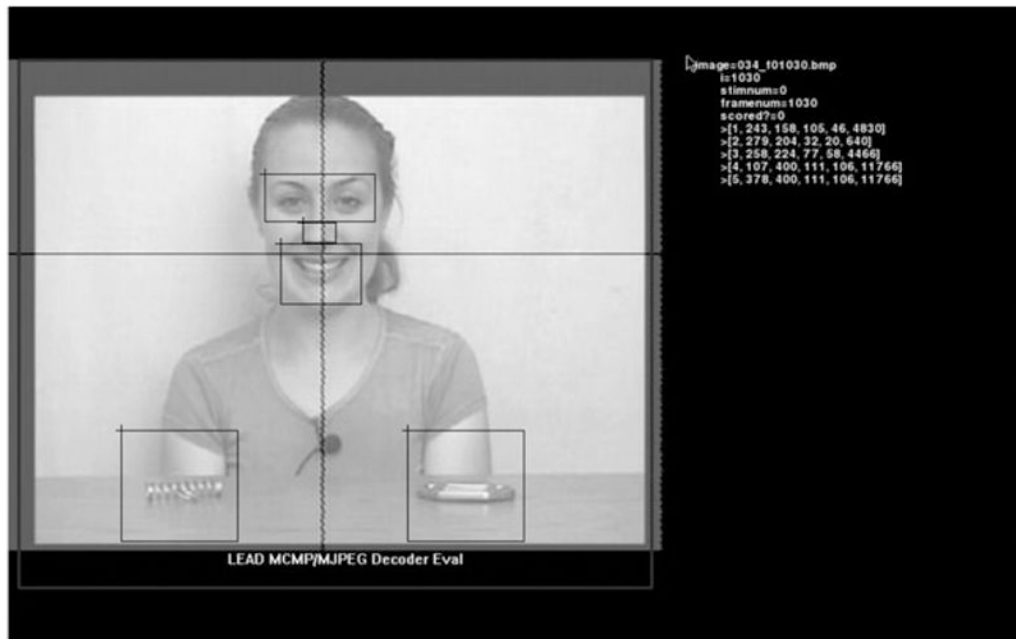 image=034_f01030.bmp
i=1030
stimnum=0
framenum=1030
scored?=0
>[1, 243, 158, 105, 46, 4830]
>[2, 279, 204, 32, 20, 640]
>[3, 258, 224, 77, 58, 4466]
>[4, 107, 400, 111, 106, 11766]
>[5, 378, 400, 111, 106, 11766]
LEAD MCMP/MJPEG Decoder Eval